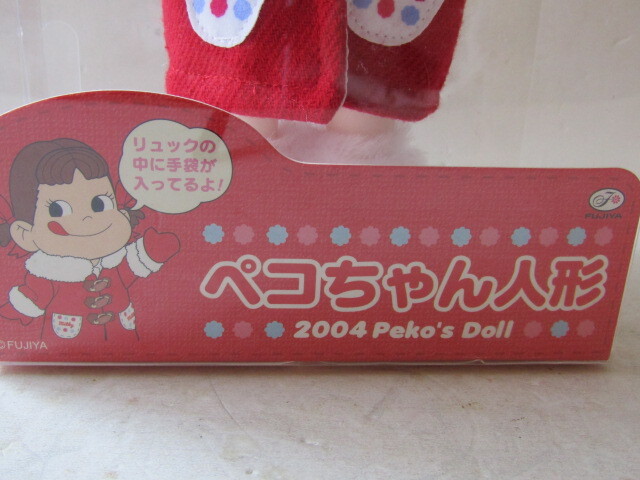 リュックの
中に手袋が
入ってるよ!
FUJIYA
ペコちゃん人形
2004 Peko's Doll
©FUJIYA